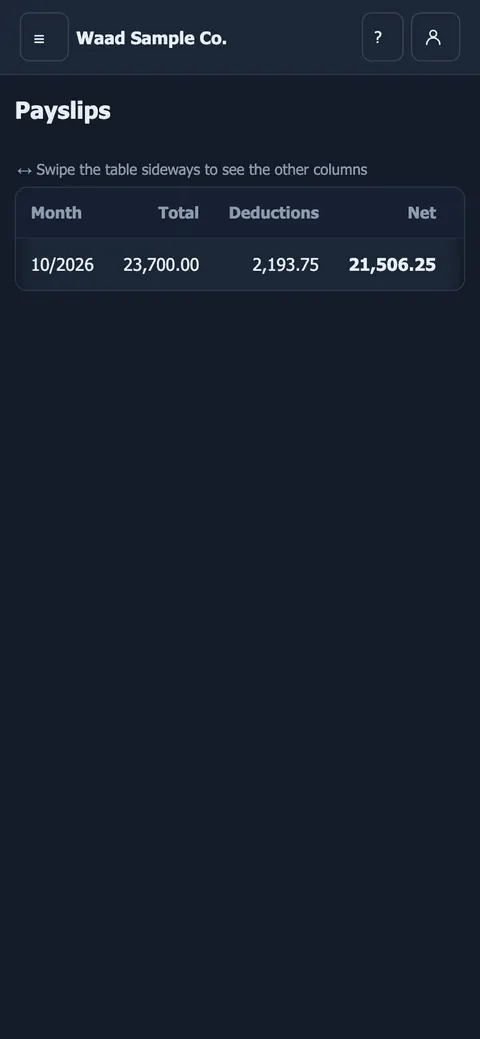 ≡ Waad Sample Co. ?
Payslips
↔ Swipe the table sideways to see the other columns
Month Total Deductions Net
10/2026 23,700.00 2,193.75 21,506.25